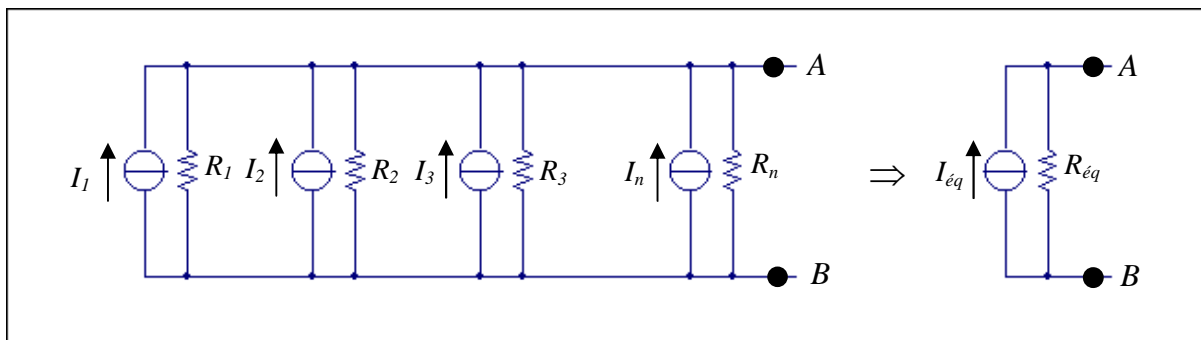 A A
I₁ R₁ I₂ R₂ I₃ R₃ Iₙ Rₙ ⇒ Iéq Réq
B B